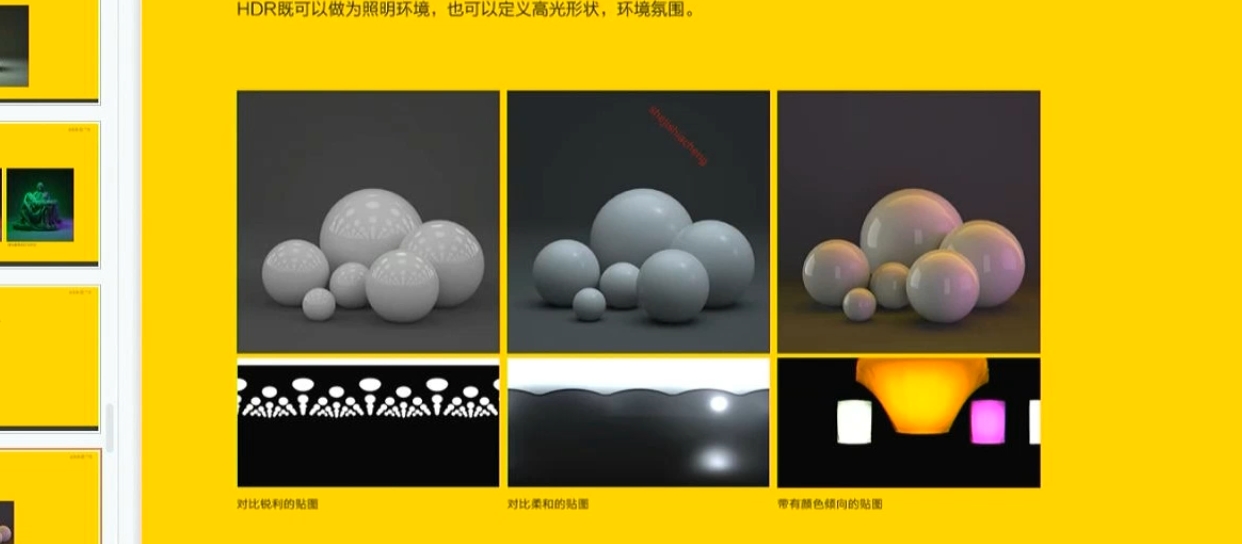 HDR既可以做为照明环境，也可以定义高光形状，环境氛围。
shejishiacheng
对比锐利的贴图
对比柔和的贴图
带有颜色倾向的贴图